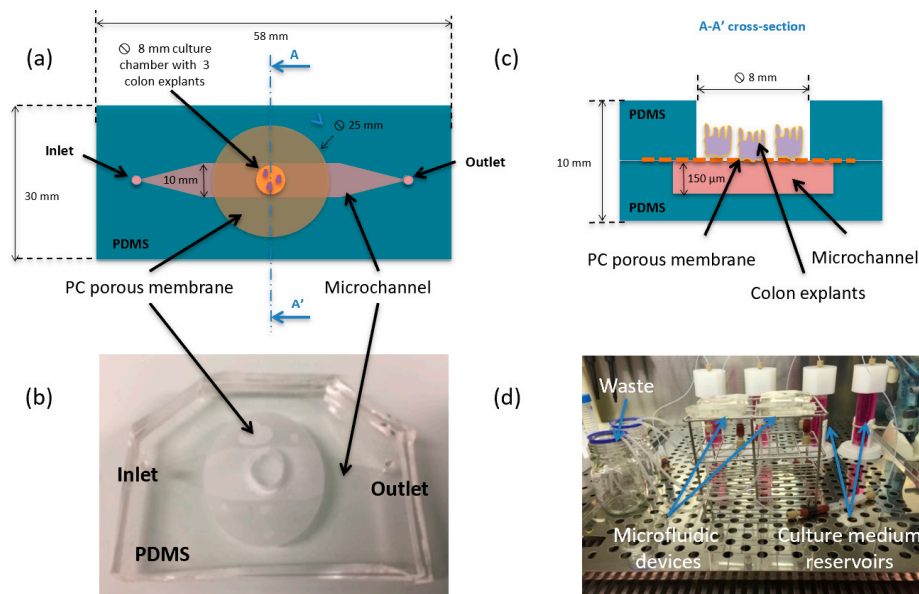 (a)
58 mm
∅ 8 mm culture
chamber with 3
colon explants
A
∅ 25 mm
Inlet
Outlet
10 mm
30 mm
PDMS
PC porous membrane
Microchannel
A'
(b)
Inlet
Outlet
PDMS
(c)
A-A' cross-section
∅ 8 mm
PDMS
10 mm
150 µm
PDMS
PC porous membrane
Microchannel
Colon explants
(d)
Waste
Microfluidic
devices
Culture medium
reservoirs